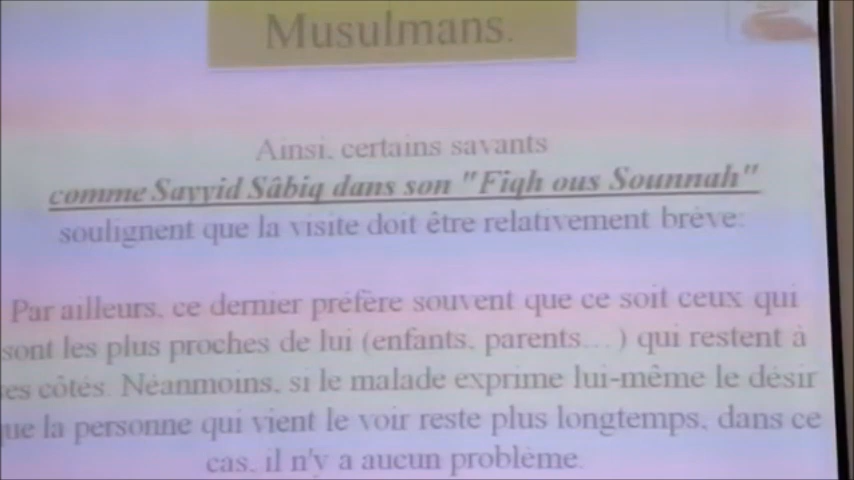 Musulmans.
Ainsi, certains savants
comme Sayyid Sâbiq dans son "Fiqh ous Sounnah"
soulignent que la visite doit être relativement brève:
Par ailleurs, ce dernier préfère souvent que ce soit ceux qui
sont les plus proches de lui (enfants, parents...) qui restent à
ses côtés. Néanmoins, si le malade exprime lui-même le désir
que la personne qui vient le voir reste plus longtemps, dans ce
cas, il n'y a aucun problème.